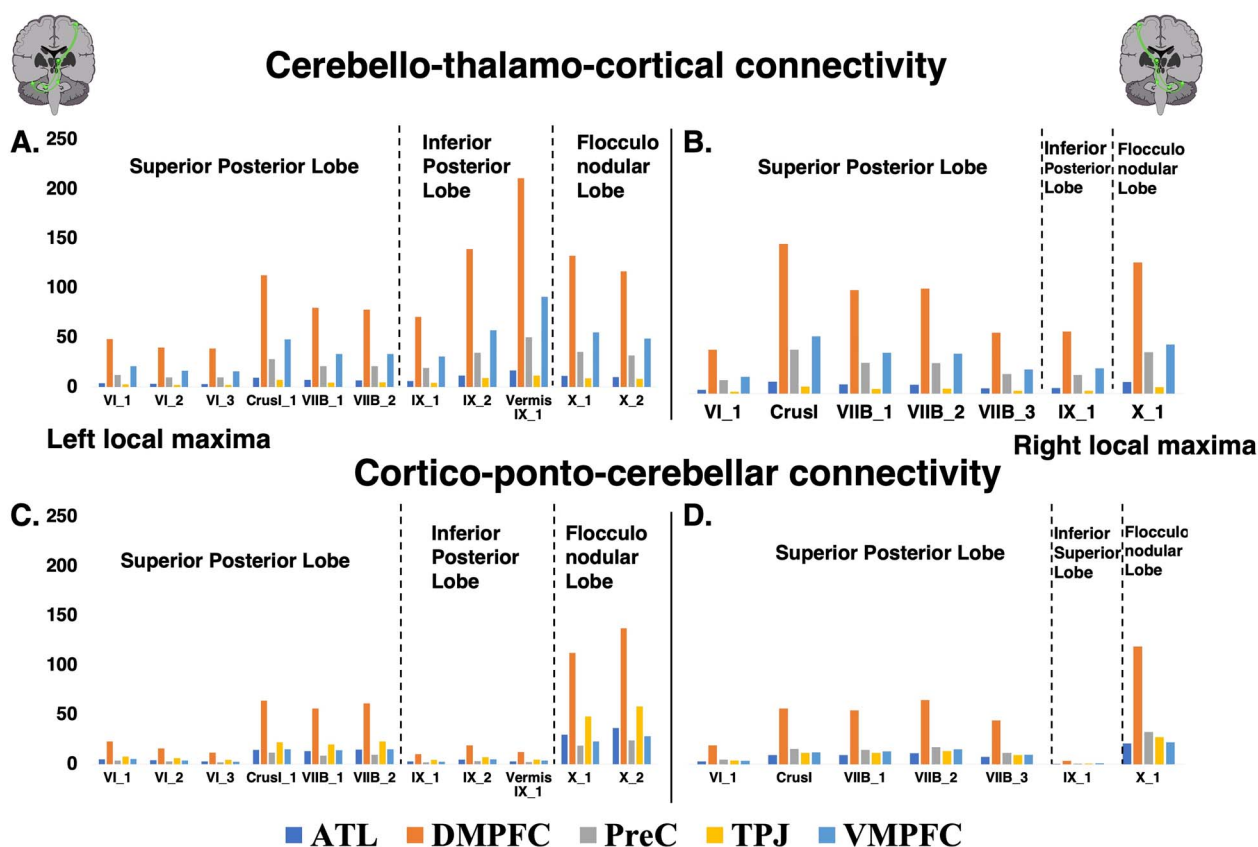 Cerebello-thalamo-cortical connectivity
A.
250
200
150
100
50
0
Superior Posterior Lobe
Inferior
Posterior
Lobe
Flocculo
nodular
Lobe
VI_1
VI_2
VI_3
CrusI_1
VIIB_1
VIIB_2
IX_1
IX_2
Vermis
IX_1
X_1
X_2
Left local maxima
B.
Superior Posterior Lobe
Inferior
Posterior
Lobe
Flocculo
nodular
Lobe
VI_1
CrusI
VIIB_1
VIIB_2
VIIB_3
IX_1
X_1
Right local maxima
Cortico-ponto-cerebellar connectivity
C.
250
200
150
100
50
0
Superior Posterior Lobe
Inferior
Posterior
Lobe
Flocculo
nodular
Lobe
VI_1
VI_2
VI_3
CrusI_1
VIIB_1
VIIB_2
IX_1
IX_2
Vermis
IX_1
X_1
X_2
D.
Superior Posterior Lobe
Inferior
Superior
Lobe
Flocculo
nodular
Lobe
VI_1
CrusI
VIIB_1
VIIB_2
VIIB_3
IX_1
X_1
ATL DMPFC PreC TPJ VMPFC